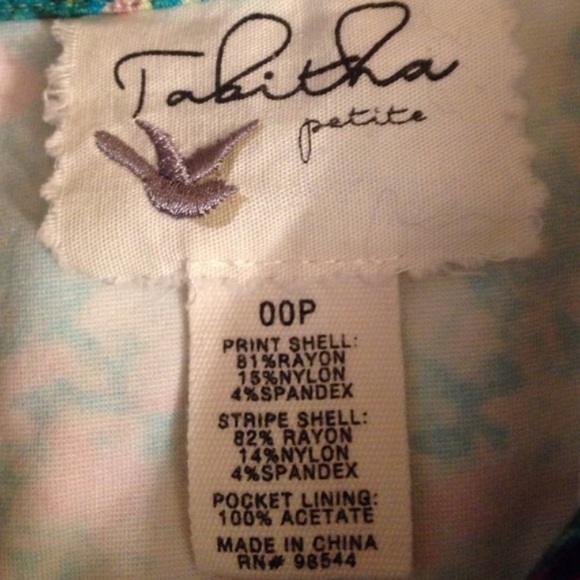 Tabitha
petite
00P
PRINT SHELL:
81%RAYON
15%NYLON
4%SPANDEX
STRIPE SHELL:
82% RAYON
14%NYLON
4%SPANDEX
POCKET LINING:
100% ACETATE
MADE IN CHINA
RN# 98544